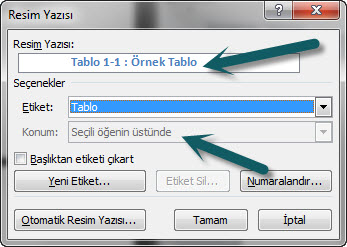 Resim Yazısı
Resim Yazısı:
Tablo 1-1 : Örnek Tablo
Seçenekler
Etiket: Tablo
Konum: Seçili öğenin üstünde
Başlıktan etiketi çıkart
Yeni Etiket... Etiket Sil... Numaralandır...
Otomatik Resim Yazısı... Tamam İptal